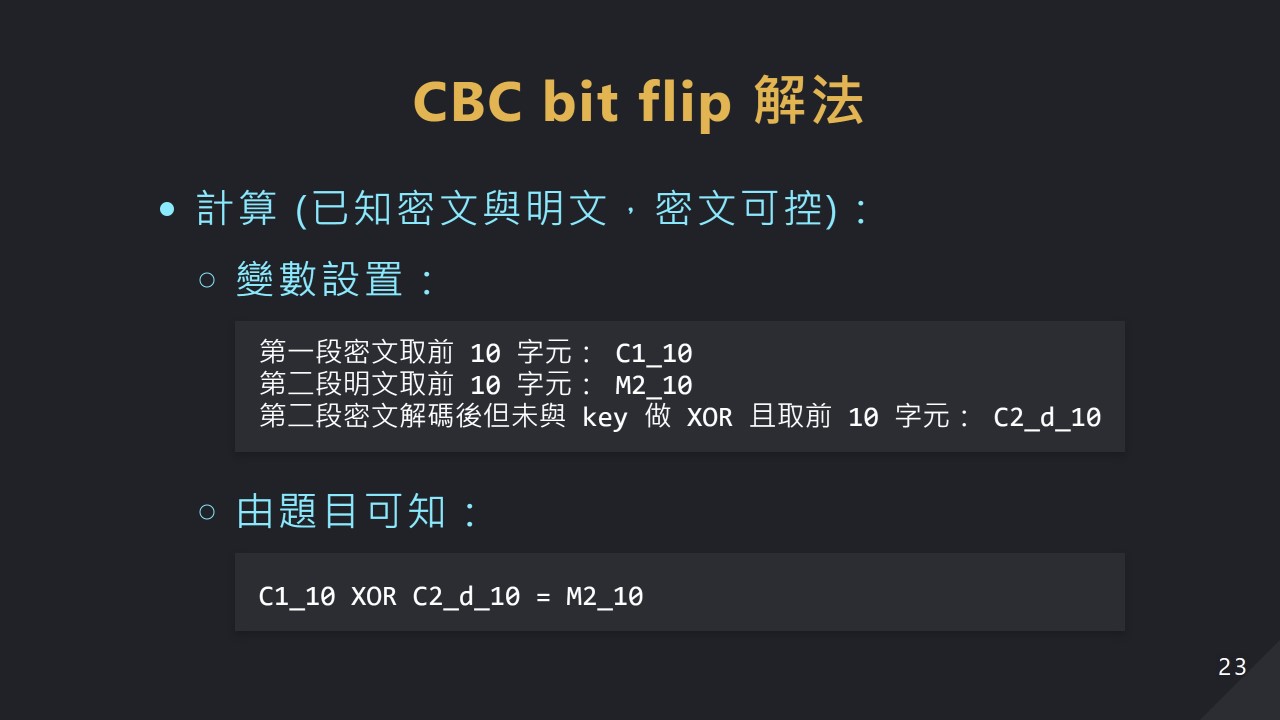 CBC bit flip 解法
計算 (已知密文與明文，密文可控)：
變數設置：
第一段密文取前 10 字元： C1_10
第二段明文取前 10 字元： M2_10
第二段密文解碼後但未與 key 做 XOR 且取前 10 字元： C2_d_10
由題目可知：
C1_10 XOR C2_d_10 = M2_10
23